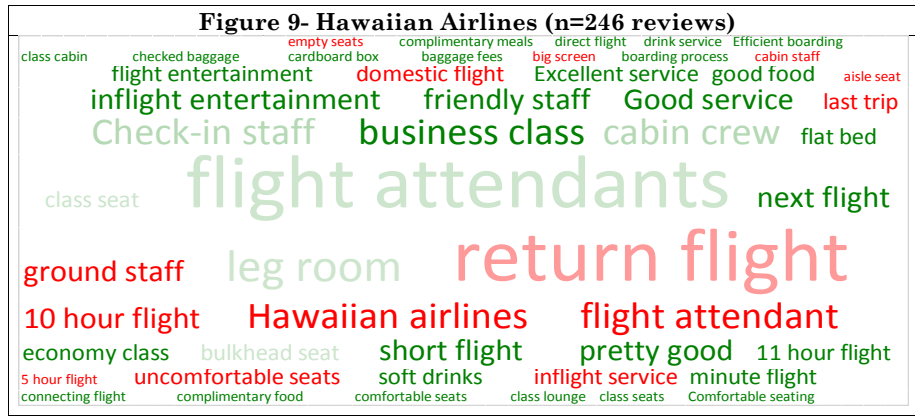 Figure 9- Hawaiian Airlines (n=246 reviews)
empty seats complimentary meals direct flight drink service Efficient boarding
class cabin checked baggage cardboard box baggage fees big screen boarding process cabin staff
flight entertainment domestic flight Excellent service good food aisle seat
inflight entertainment friendly staff Good service last trip
Check-in staff business class cabin crew flat bed
class seat flight attendants next flight
ground staff leg room return flight
10 hour flight Hawaiian airlines flight attendant
economy class bulkhead seat short flight pretty good 11 hour flight
5 hour flight uncomfortable seats soft drinks inflight service minute flight
connecting flight complimentary food comfortable seats class lounge class seats Comfortable seating